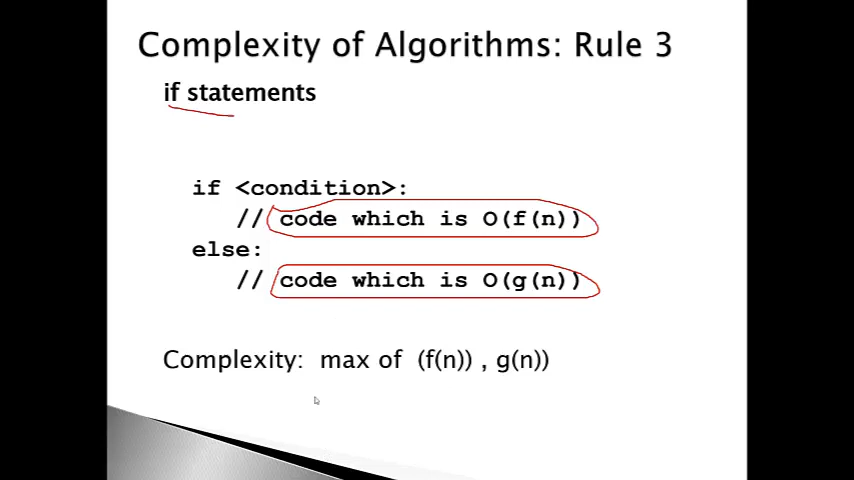 Complexity of Algorithms: Rule 3
if statements
if <condition>:
// code which is O(f(n))
else:
// code which is O(g(n))
Complexity: max of (f(n)) , g(n))